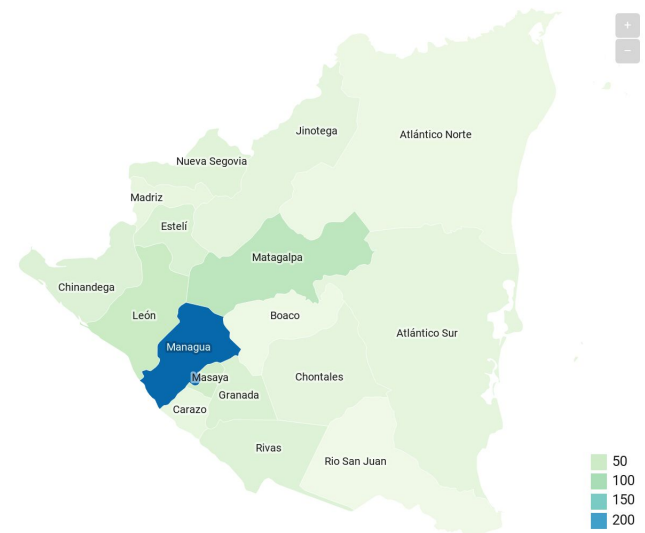 +
−
Jinotega
Atlántico Norte
Nueva Segovia
Madriz
Estelí
Matagalpa
Chinandega
León
Boaco
Atlántico Sur
Managua
Masaya
Chontales
Granada
Carazo
Rivas
Rio San Juan
50
100
150
200